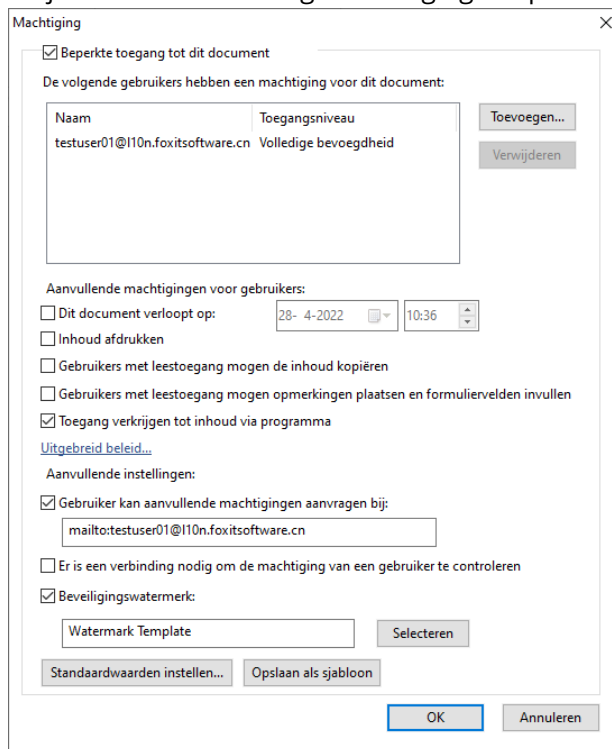 Machtiging
Beperkte toegang tot dit document
De volgende gebruikers hebben een machtiging voor dit document:
Naam Toegangsniveau Toevoegen...
testuser01@l10n.foxitsoftware.cn Volledige bevoegdheid
Verwijderen
Aanvullende machtigingen voor gebruikers:
Dit document verloopt op: 28- 4-2022 10:36
Inhoud afdrukken
Gebruikers met leestoegang mogen de inhoud kopiëren
Gebruikers met leestoegang mogen opmerkingen plaatsen en formuliervelden invullen
Toegang verkrijgen tot inhoud via programma
Uitgebreid beleid...
Aanvullende instellingen:
Gebruiker kan aanvullende machtigingen aanvragen bij:
mailto:testuser01@l10n.foxitsoftware.cn
Er is een verbinding nodig om de machtiging van een gebruiker te controleren
Beveiligingswatermerk:
Watermark Template Selecteren
Standaardwaarden instellen... Opslaan als sjabloon
OK Annuleren